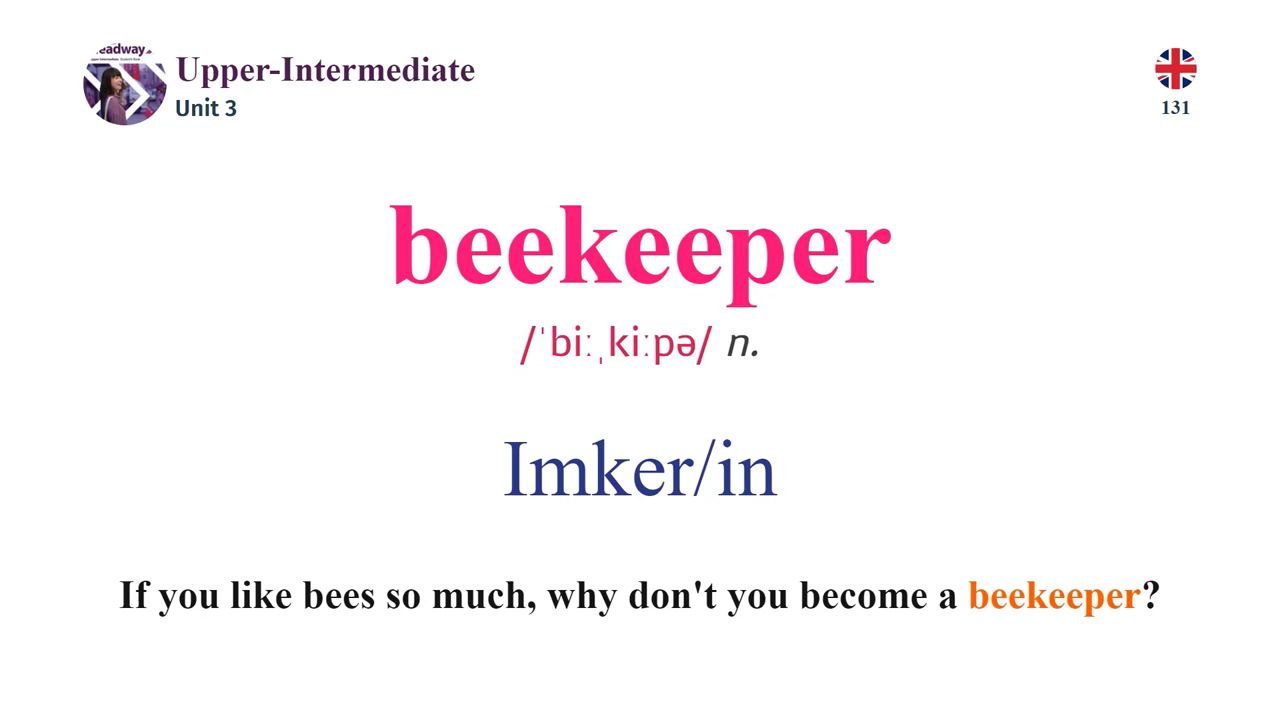 eadway
Upper-Intermediate
Unit 3
131
beekeeper
/ˈbiːˌkiːpə/ n.
Imker/in
If you like bees so much, why don't you become a beekeeper?